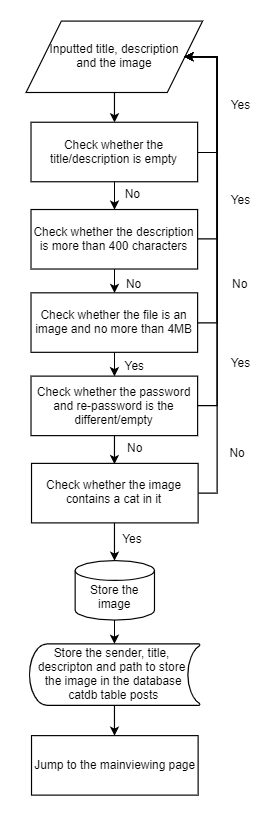 Inputted title, description
and the image
Yes
Check whether the
title/description is empty
No
Yes
Check whether the description
is more than 400 characters
No
No
Check whether the file is an
image and no more than 4MB
Yes
Yes
Check whether the password
and re-password is the
different/empty
No
No
Check whether the image
contains a cat in it
Yes
Store the
image
Store the sender, title,
descripton and path to store
the image in the database
catdb table posts
Jump to the mainviewing page